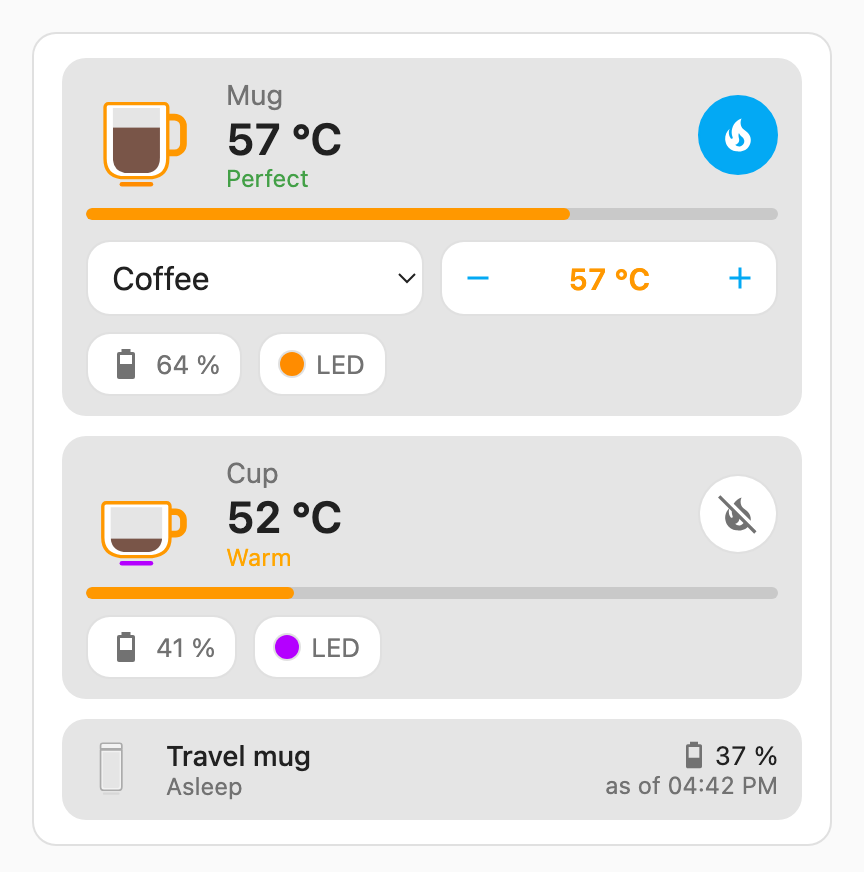 Mug
57 °C
Perfect
Coffee
57 °C
64 %
LED
Cup
52 °C
Warm
41 %
LED
Travel mug
37 %
Asleep
as of 04:42 PM